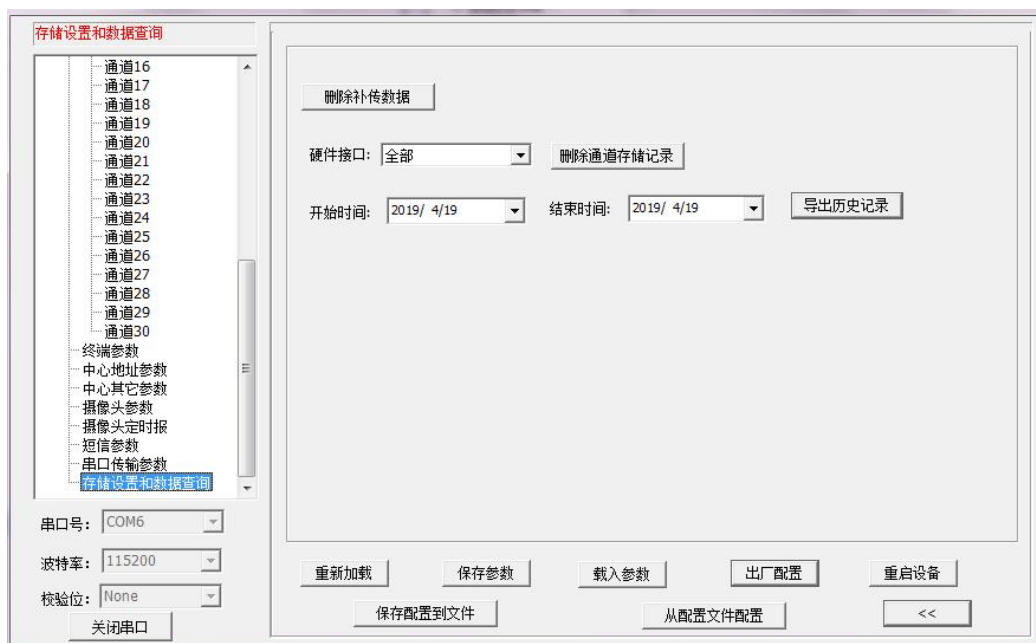 存储设置和数据查询
通道16
通道17
通道18
通道19
通道20
通道21
通道22
通道23
通道24
通道25
通道26
通道27
通道28
通道29
通道30
终端参数
中心地址参数
中心其它参数
摄像头参数
摄像头定时报
短信参数
串口传输参数
存储设置和数据查询
串口号: COM6
波特率: 115200
校验位: None
关闭串口
删除补传数据
硬件接口: 全部 删除通道存储记录
开始时间: 2019/ 4/19 结束时间: 2019/ 4/19 导出历史记录
重新加载 保存参数 载入参数 出厂配置 重启设备
保存配置到文件 从配置文件配置 <<